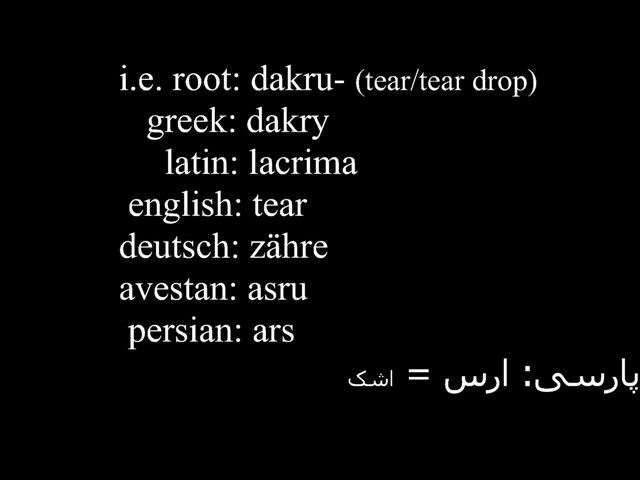 i.e. root: dakru- (tear/tear drop)
greek: dakry
latin: lacrima
english: tear
deutsch: zähre
avestan: asru
persian: ars
پارسی: ارس = اشک